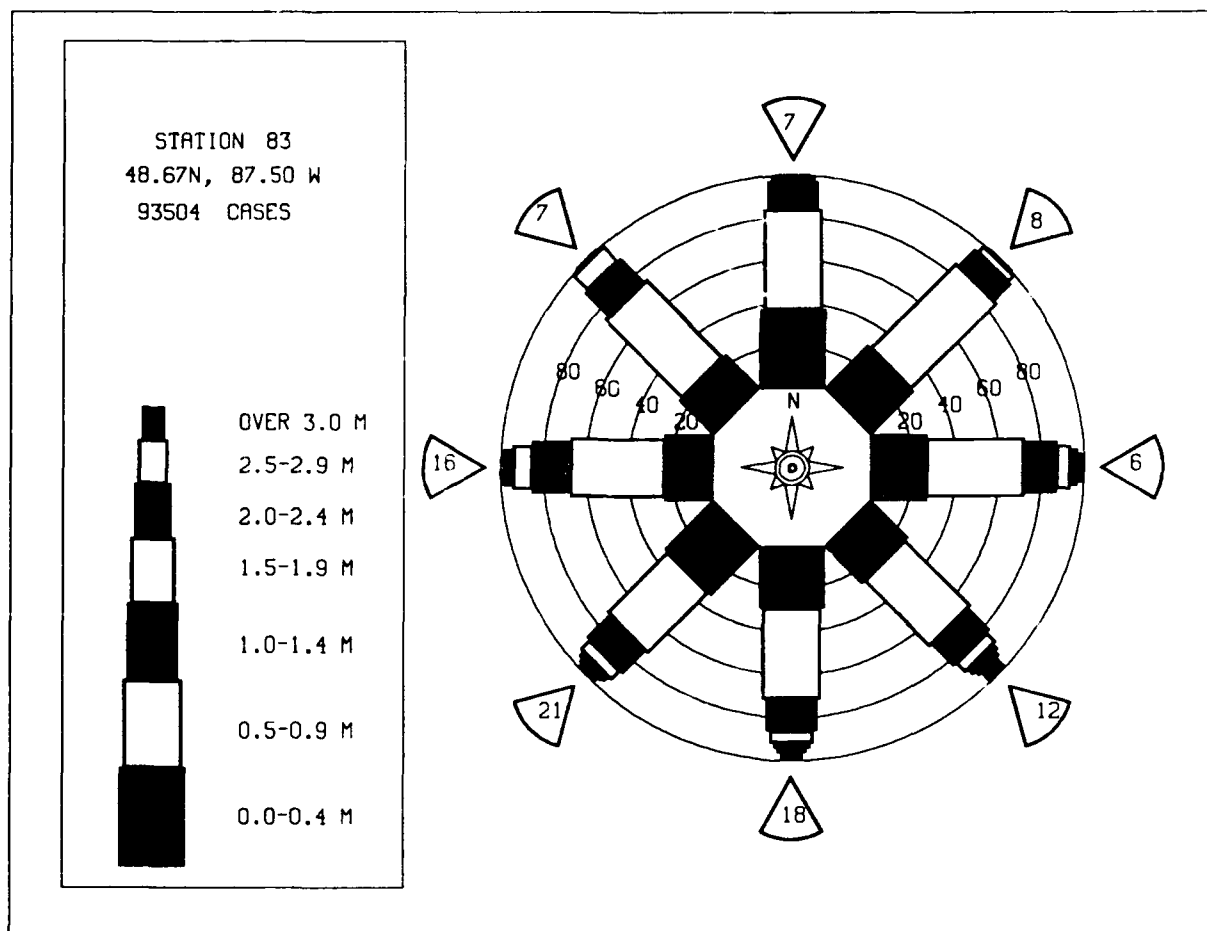 STATION 83
48.67N, 87.50 W
93504 CASES
OVER 3.0 M
2.5-2.9 M
2.0-2.4 M
1.5-1.9 M
1.0-1.4 M
0.5-0.9 M
0.0-0.4 M
7
7
8
80
60
40
20
N
20
40
60
80
16
6
21
12
18